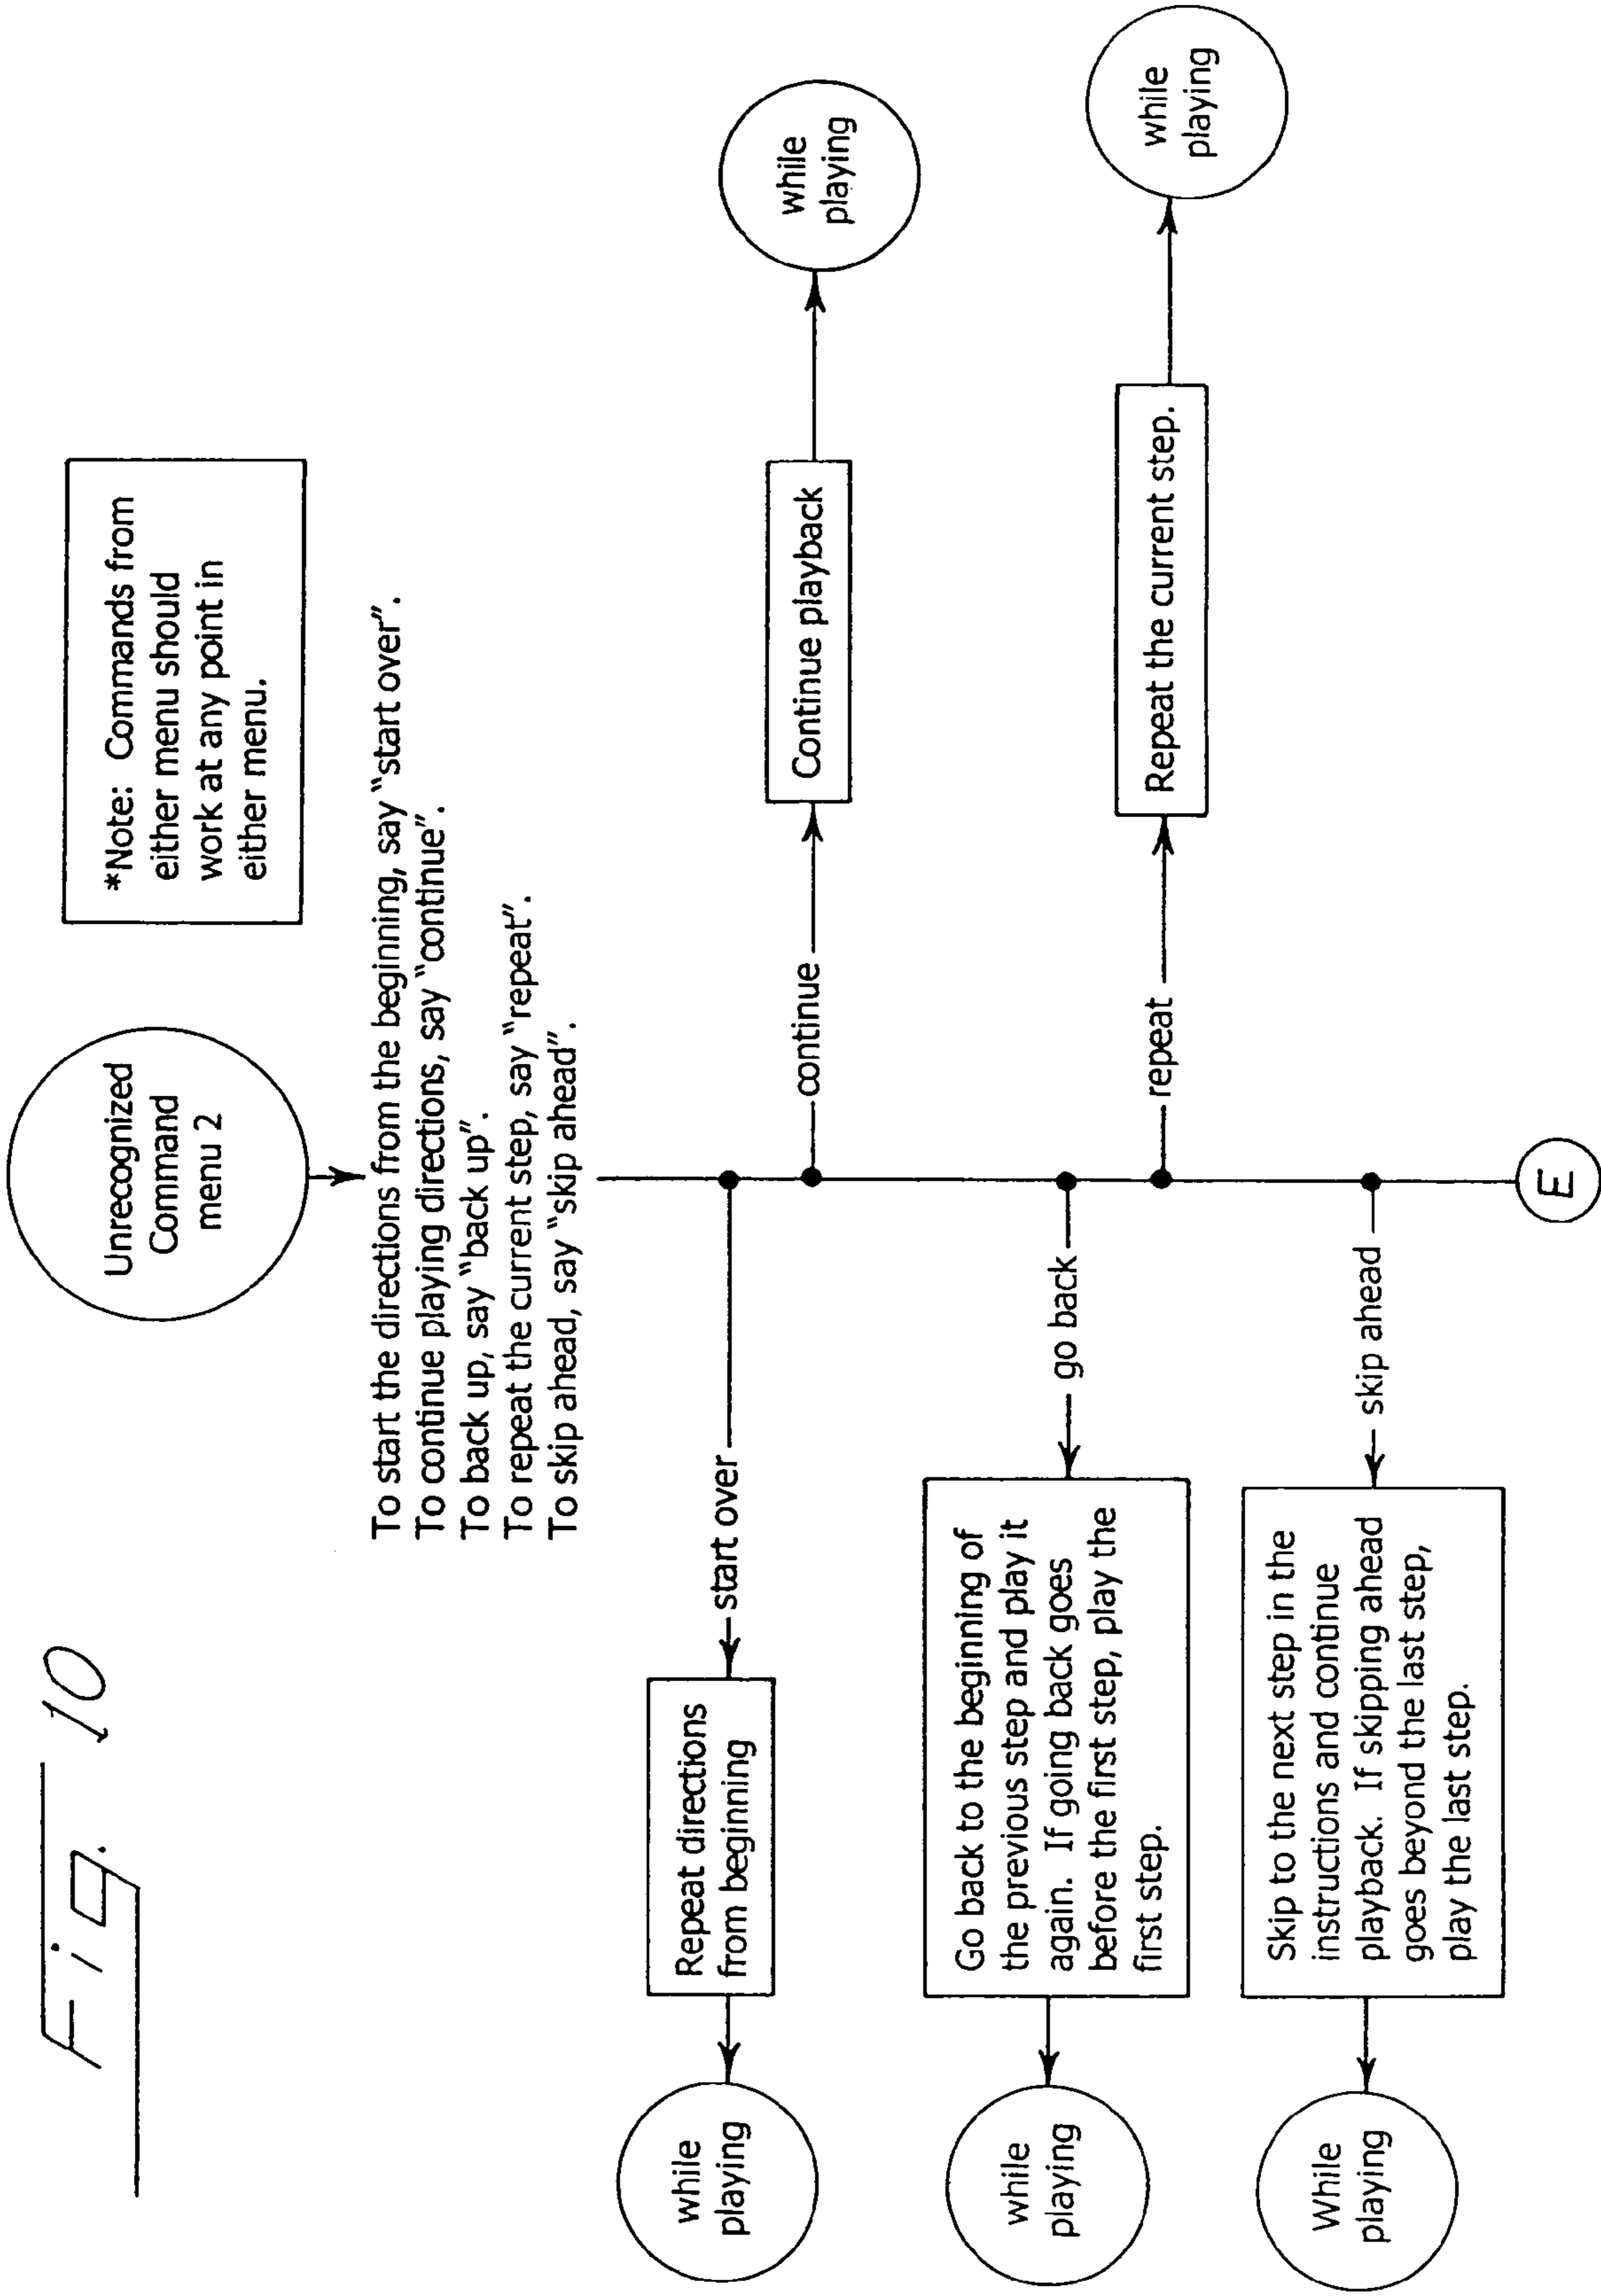 Fig. 10
Unrecognized
Command
menu 2
*Note: Commands from
either menu should
work at any point in
either menu.
To start the directions from the beginning, say "start over".
To continue playing directions, say "continue".
To back up, say "back up".
To repeat the current step, say "repeat".
To skip ahead, say "skip ahead".
while
playing
Repeat directions
from beginning
start over
continue
Continue playback
while
playing
while
playing
Go back to the beginning of
the previous step and play it
again. If going back goes
before the first step, play the
first step.
go back
repeat
Repeat the current step.
while
playing
While
playing
Skip to the next step in the
instructions and continue
playback. If skipping ahead
goes beyond the last step,
play the last step.
skip ahead
E